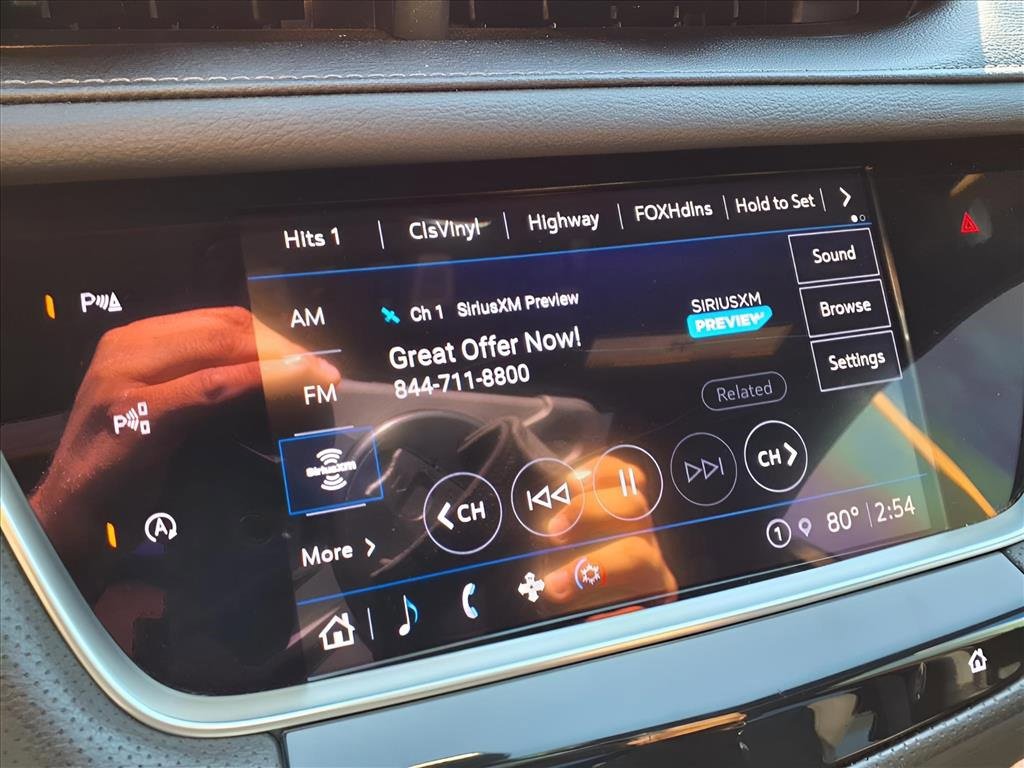 Hits 1 | ClsVinyl | Highway | FOXHdlns | Hold to Set | >
AM
Ch 1 SiriusXM Preview
SIRIUSXM
PREVIEW
Sound
Great Offer Now!
844-711-8800
Browse
FM
Related
Settings
SiriusXM
<CH
CH>
More >
1 80° | 2:54
P
P
A